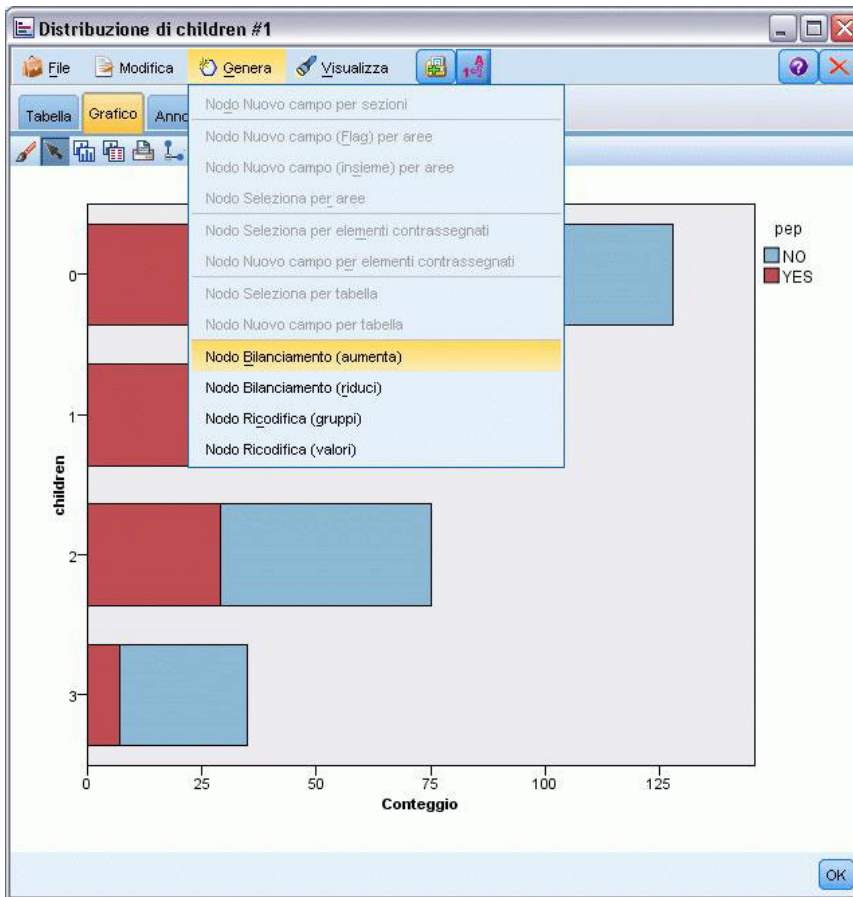 Distribuzione di children #1
File Modifica Genera Visualizza
Tabella Grafico Anno
Nodo Nuovo campo per sezioni
Nodo Nuovo campo (Flag) per aree
Nodo Nuovo campo (insieme) per aree
Nodo Seleziona per aree
Nodo Seleziona per elementi contrassegnati
Nodo Nuovo campo per elementi contrassegnati
Nodo Seleziona per tabella
Nodo Nuovo campo per tabella
Nodo Bilanciamento (aumenta)
Nodo Bilanciamento (riduci)
Nodo Ricodifica (gruppi)
Nodo Ricodifica (valori)
pep
NO
YES
children
0
1
2
3
0 25 50 75 100 125
Conteggio
OK